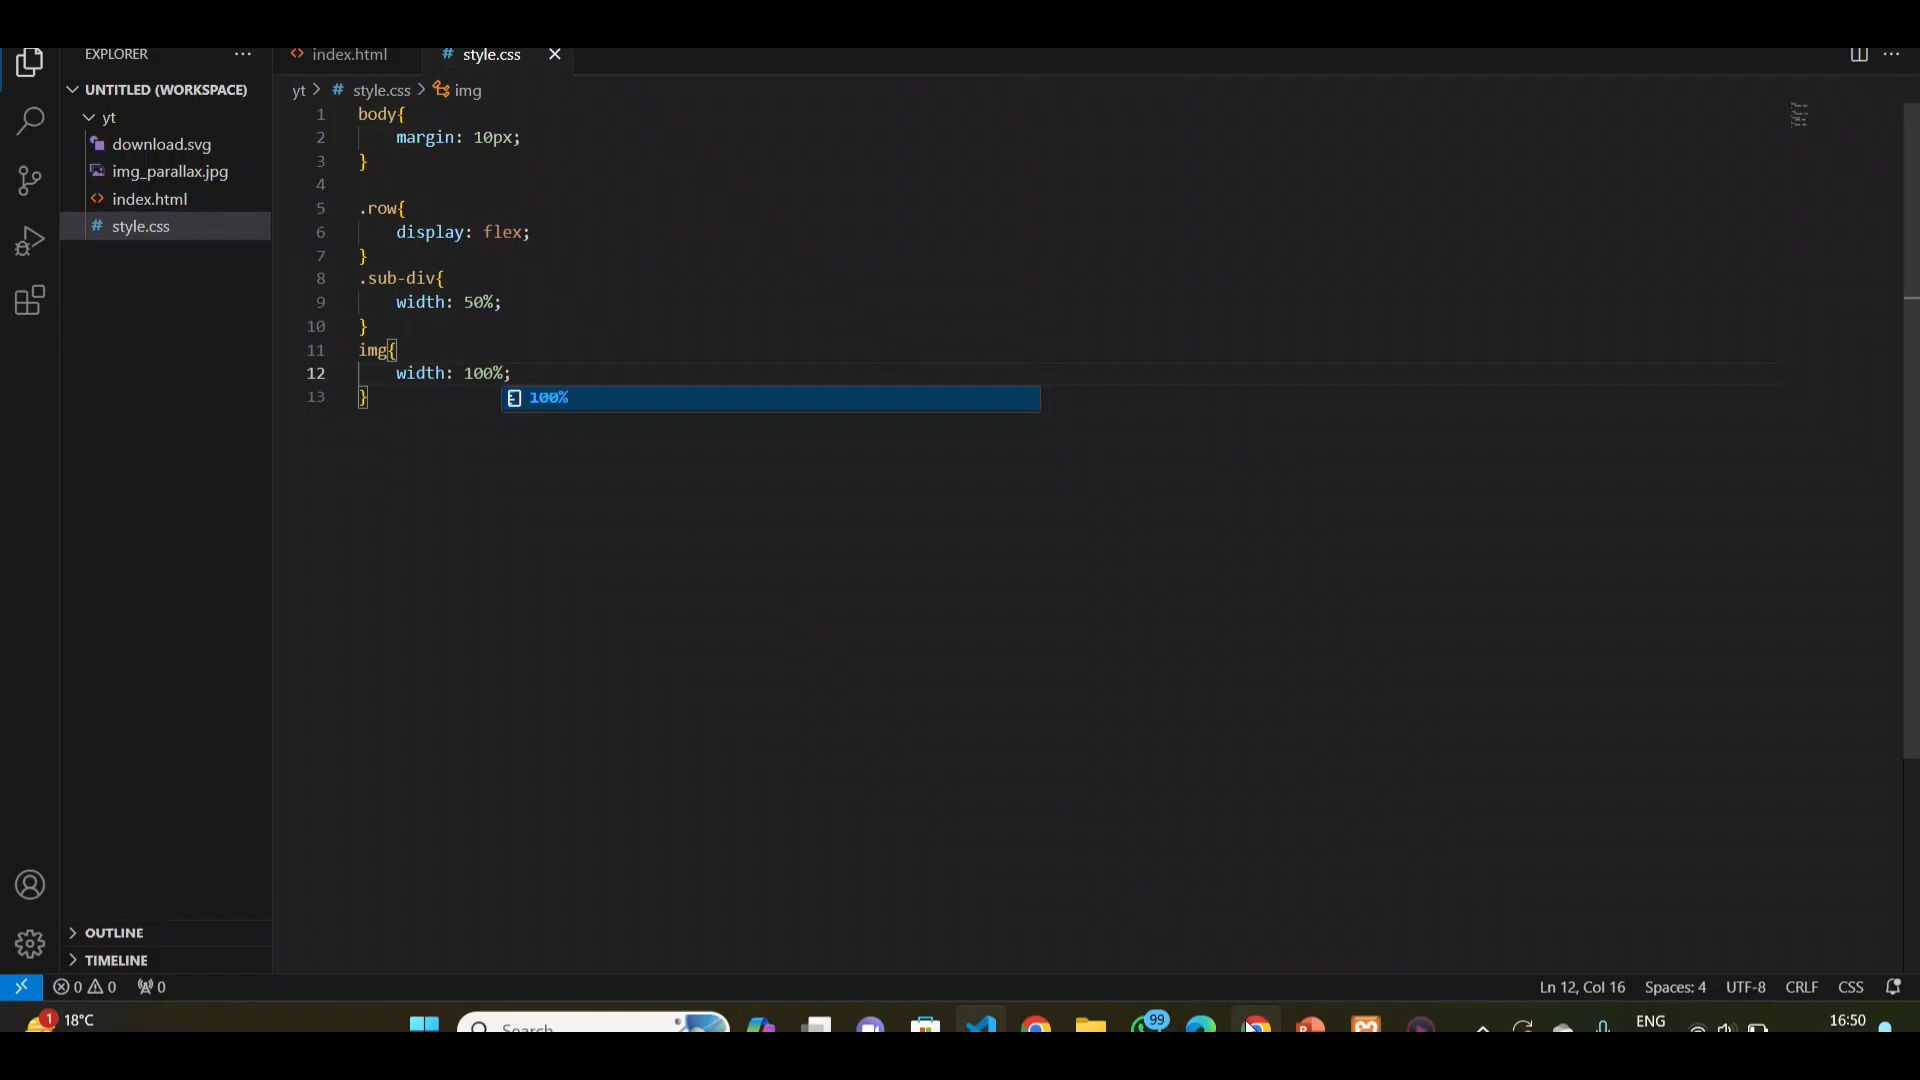 EXPLORER
index.html
# style.css
UNTITLED (WORKSPACE)
yt
download.svg
img_parallax.jpg
index.html
# style.css
yt > # style.css > img
1 body{
2 margin: 10px;
3 }
4
5 .row{
6 display: flex;
7 }
8 .sub-div{
9 width: 50%;
10 }
11 img{
12 width: 100%;
13 }
100%
OUTLINE
TIMELINE
0 0 0
Ln 12, Col 16 Spaces: 4 UTF-8 CRLF CSS
1 18°C
Search
99
ENG
16:50